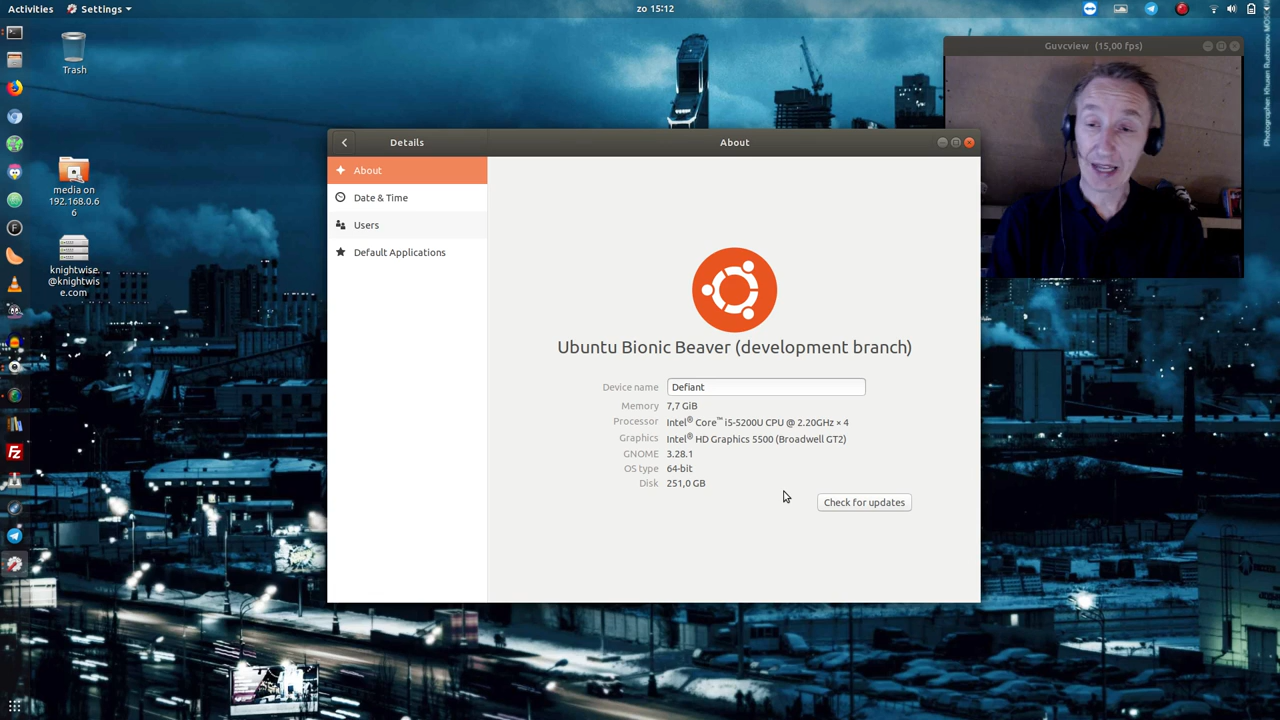 Activities
Settings
zo 15:12
Trash
media on
192.168.0.6
6
knightwise.
@knightwi
se.com
Details
About
About
Date & Time
Users
Default Applications
Ubuntu Bionic Beaver (development branch)
Device name Defiant
Memory 7,7 GiB
Processor Intel® Core™ i5-5200U CPU @ 2.20GHz × 4
Graphics Intel® HD Graphics 5500 (Broadwell GT2)
GNOME 3.28.1
OS type 64-bit
Disk 251,0 GB
Check for updates
Guvcview (15,00 fps)